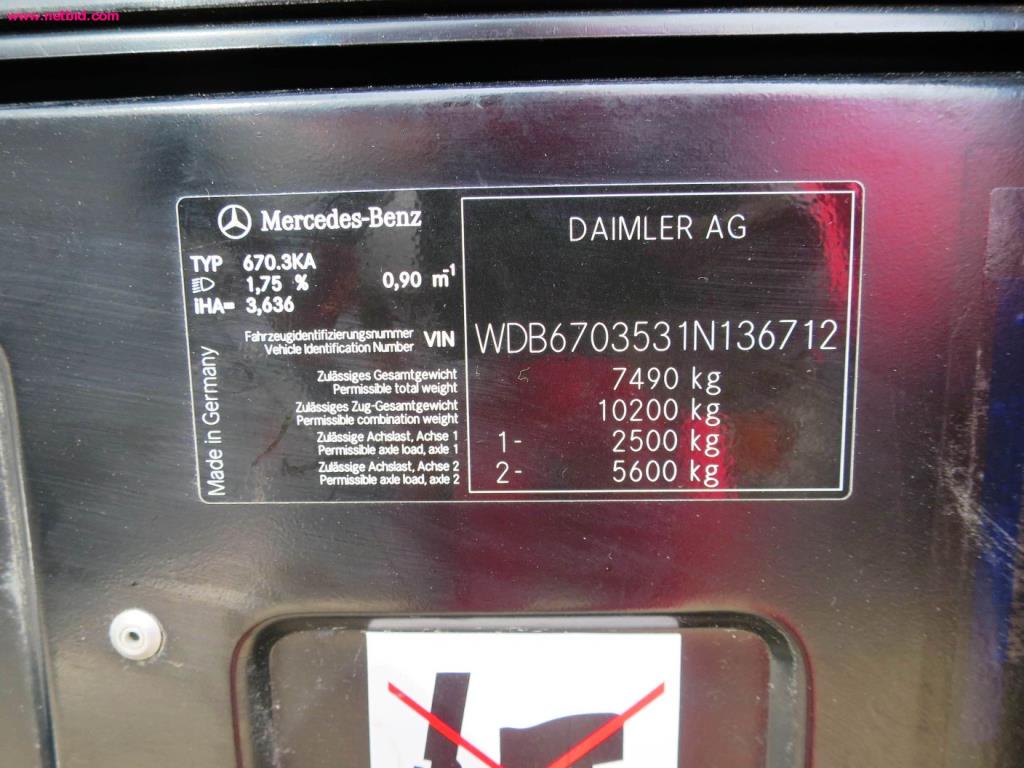 www.netbid.com
Mercedes-Benz
TYP 670.3KA
1,75 % 0,90 m⁻¹
iHA= 3,636
Fahrzeugidentifizierungsnummer
Vehicle Identification Number VIN
Zulässiges Gesamtgewicht
Permissible total weight
Zulässiges Zug-Gesamtgewicht
Permissible combination weight
Zulässige Achslast, Achse 1
Permissible axle load, axle 1
Zulässige Achslast, Achse 2
Permissible axle load, axle 2
Made in Germany
DAIMLER AG
WDB6703531N136712
7490 kg
10200 kg
1- 2500 kg
2- 5600 kg